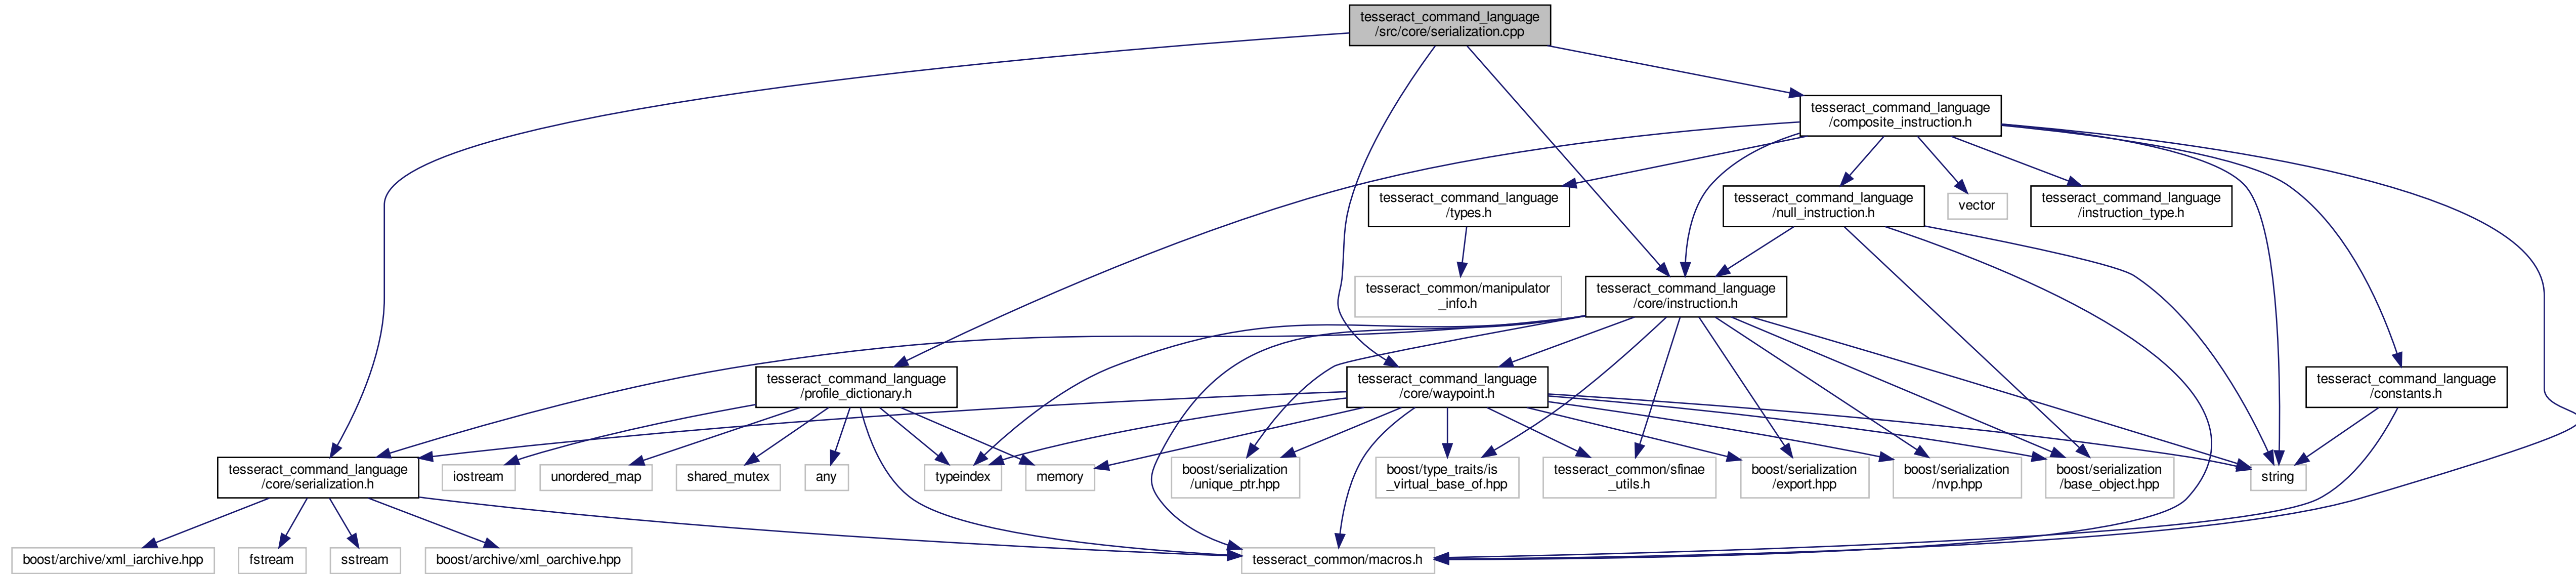 tesseract_command_language
/src/core/serialization.cpp
tesseract_command_language
/composite_instruction.h
tesseract_command_language
/types.h
tesseract_command_language
/null_instruction.h
vector
tesseract_command_language
/instruction_type.h
tesseract_common/manipulator
_info.h
tesseract_command_language
/core/instruction.h
tesseract_command_language
/profile_dictionary.h
tesseract_command_language
/core/waypoint.h
tesseract_command_language
/constants.h
tesseract_command_language
/core/serialization.h
iostream
unordered_map
shared_mutex
any
typeindex
memory
boost/serialization
/unique_ptr.hpp
boost/type_traits/is
_virtual_base_of.hpp
tesseract_common/sfinae
_utils.h
boost/serialization
/export.hpp
boost/serialization
/nvp.hpp
boost/serialization
/base_object.hpp
string
boost/archive/xml_iarchive.hpp
fstream
sstream
boost/archive/xml_oarchive.hpp
tesseract_common/macros.h